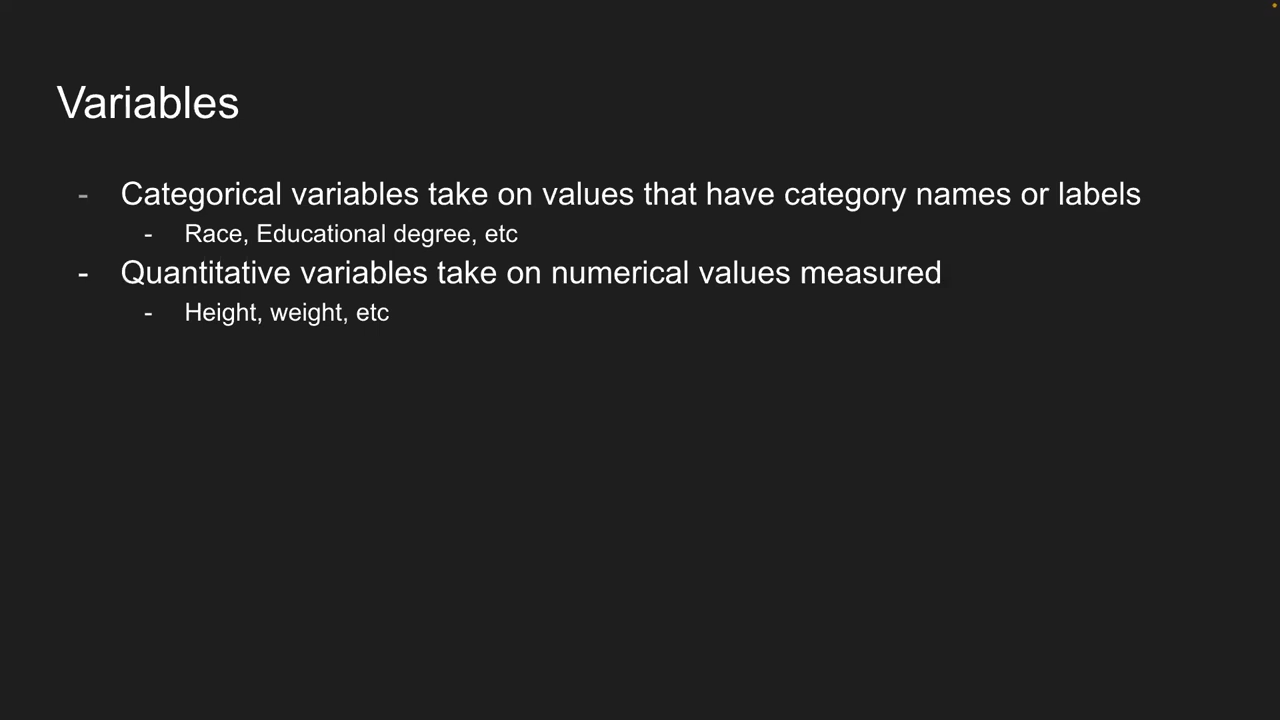 Variables
- Categorical variables take on values that have category names or labels
- Race, Educational degree, etc
- Quantitative variables take on numerical values measured
- Height, weight, etc